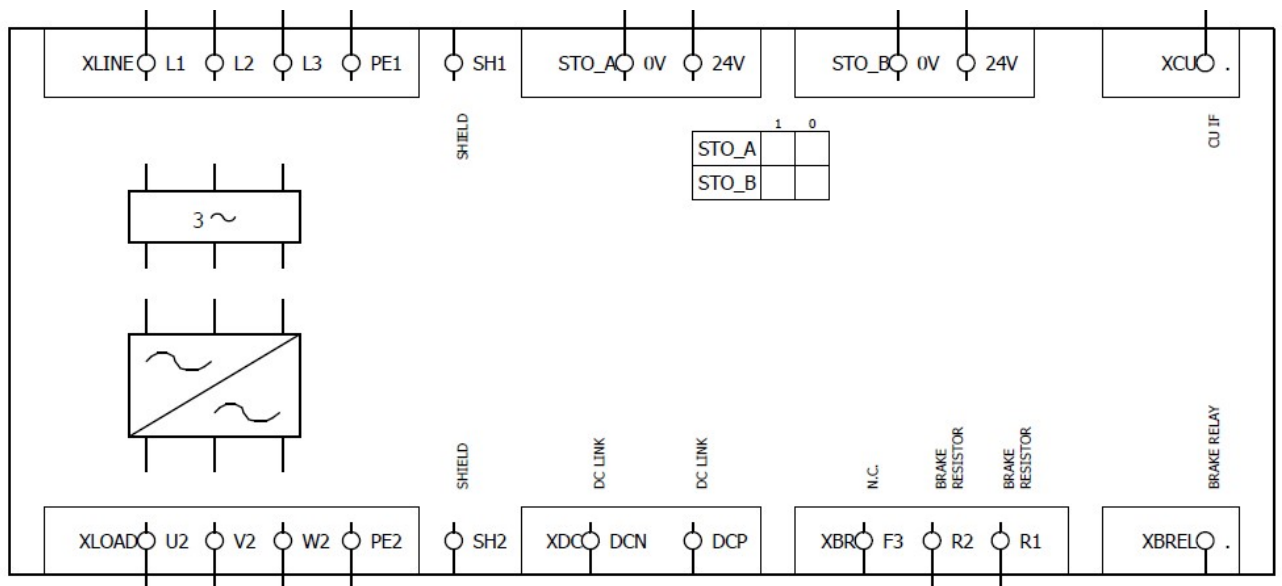 XLINE L1 L2 L3 PE1 SH1 STO_A 0V 24V STO_B 0V 24V XCU .
SHIELD
CU IF
1 0
STO_A
STO_B
3
SHIELD
DC LINK
DC LINK
N.C.
BRAKE
RESISTOR
BRAKE
RESISTOR
BRAKE RELAY
XLOAD U2 V2 W2 PE2 SH2 XDC DCN DCP XBR F3 R2 R1 XBREL .